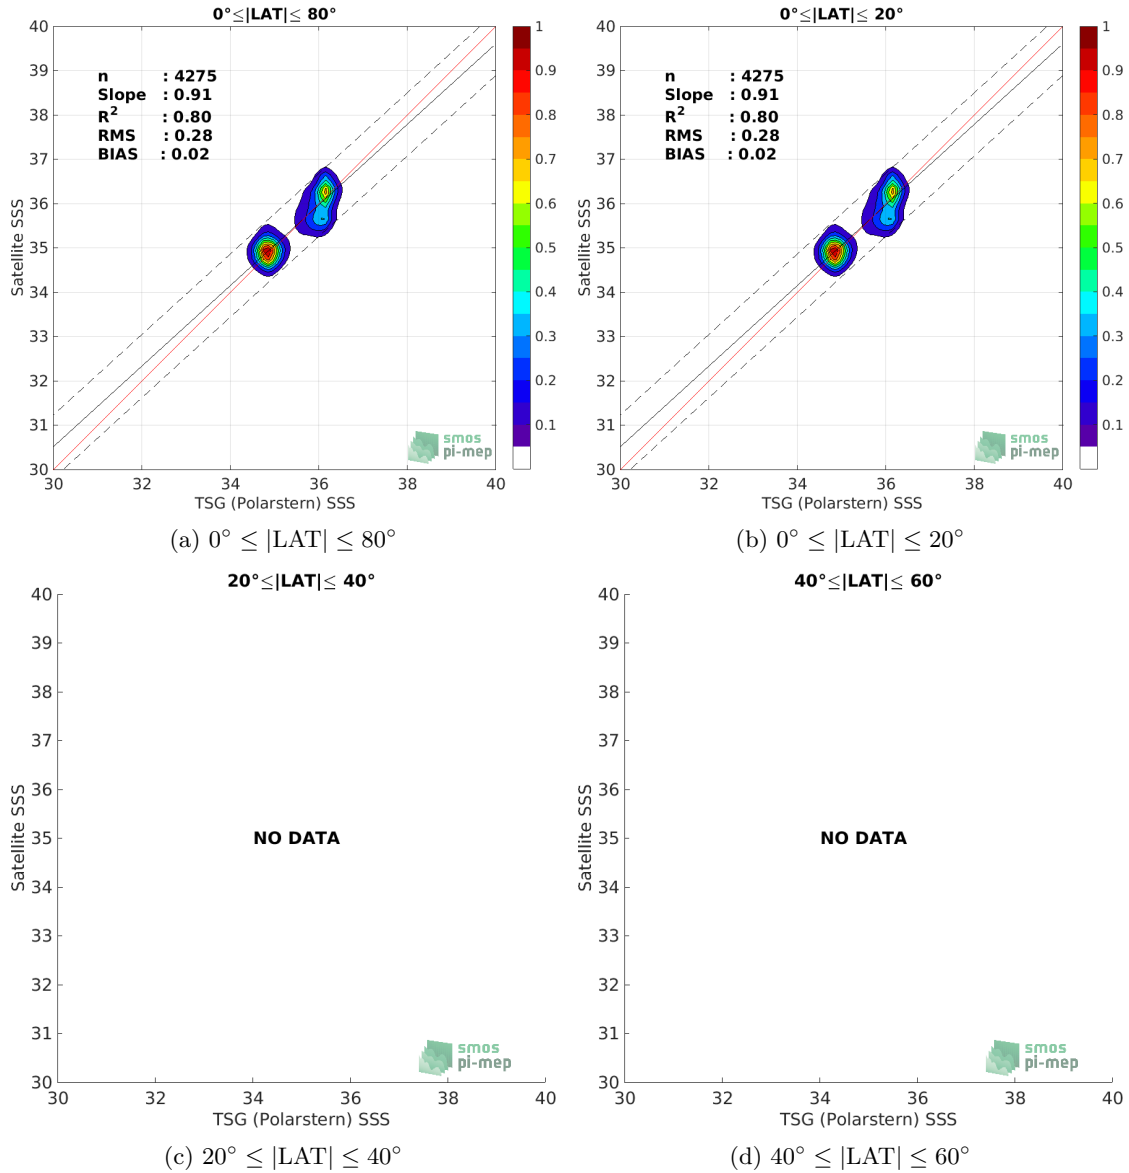 0°≤|LAT|≤ 80°
40
39
38
37
36
35
34
33
32
31
30
30
32
34
36
38
40
Satellite SSS
TSG (Polarstern) SSS
n : 4275
Slope : 0.91
R² : 0.80
RMS : 0.28
BIAS : 0.02
1
0.9
0.8
0.7
0.6
0.5
0.4
0.3
0.2
0.1
smos
pi-mep
(a) 0° ≤ |LAT| ≤ 80°
0°≤|LAT|≤ 20°
40
39
38
37
36
35
34
33
32
31
30
30
32
34
36
38
40
Satellite SSS
TSG (Polarstern) SSS
n : 4275
Slope : 0.91
R² : 0.80
RMS : 0.28
BIAS : 0.02
1
0.9
0.8
0.7
0.6
0.5
0.4
0.3
0.2
0.1
smos
pi-mep
(b) 0° ≤ |LAT| ≤ 20°
20°≤|LAT|≤ 40°
40
39
38
37
36
35
34
33
32
31
30
30
32
34
36
38
40
Satellite SSS
TSG (Polarstern) SSS
NO DATA
smos
pi-mep
(c) 20° ≤ |LAT| ≤ 40°
40°≤|LAT|≤ 60°
40
39
38
37
36
35
34
33
32
31
30
30
32
34
36
38
40
Satellite SSS
TSG (Polarstern) SSS
NO DATA
smos
pi-mep
(d) 40° ≤ |LAT| ≤ 60°